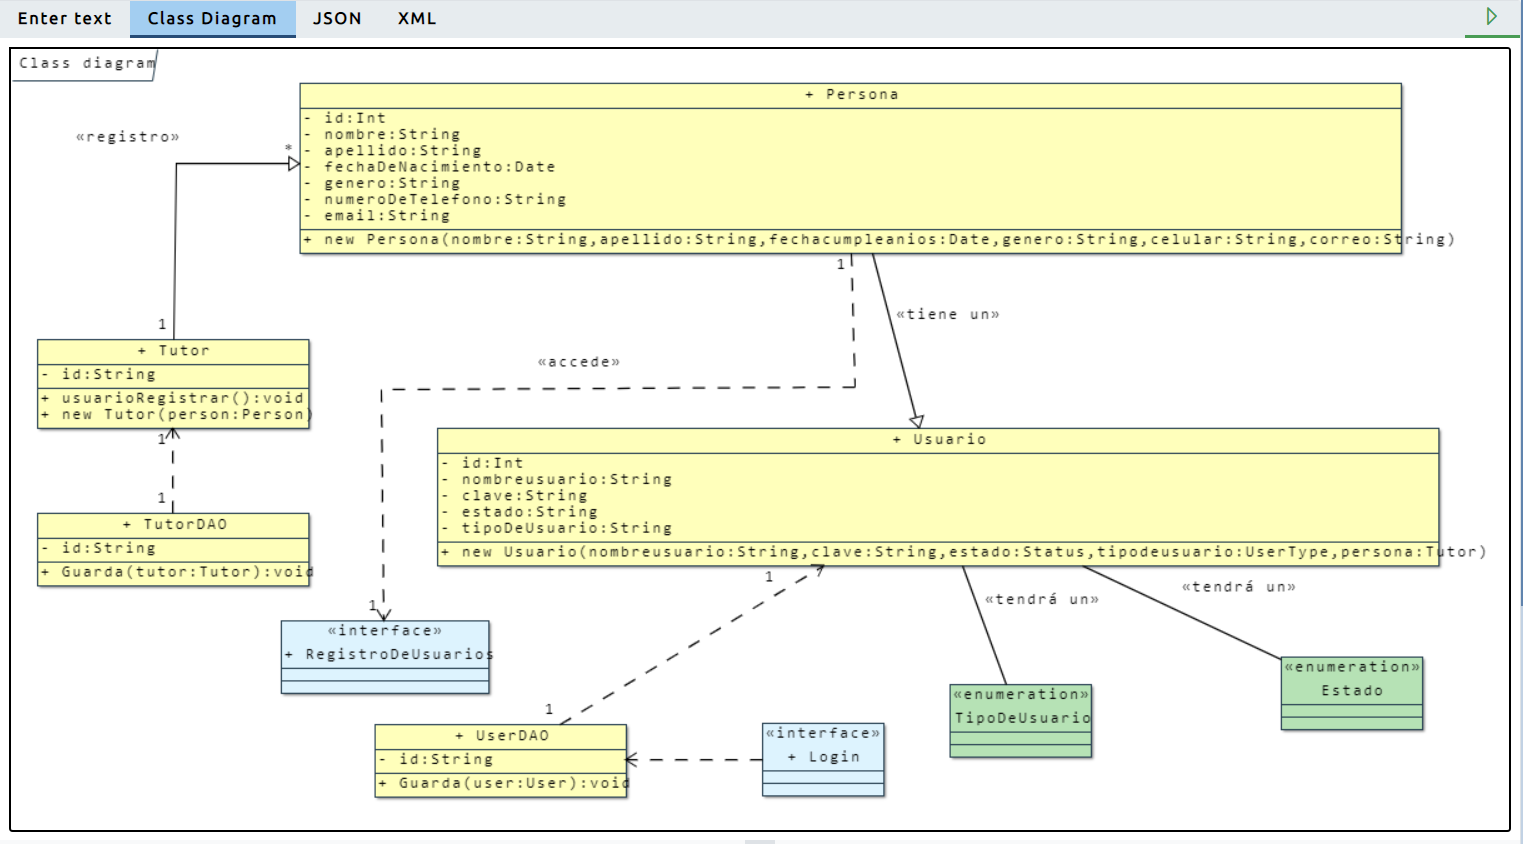 Enter text
Class Diagram
JSON
XML
Class diagram
+ Persona
- id:Int
- nombre:String
- apellido:String
- fechaDeNacimiento:Date
- genero:String
- numeroDeTelefono:String
- email:String
+ new Persona(nombre:String,apellido:String,fechacumpleanios:Date,genero:String,celular:String,correo:String)
«registro»
*
1
1
«tiene un»
«accede»
+ Tutor
- id:String
+ usuarioRegistrar():void
+ new Tutor(person:Person)
1
1
+ TutorDAO
- id:String
+ Guarda(tutor:Tutor):void
+ Usuario
- id:Int
- nombreusuario:String
- clave:String
- estado:String
- tipoDeUsuario:String
+ new Usuario(nombreusuario:String,clave:String,estado:Status,tipodeusuario:UserType,persona:Tutor)
1
«tendrá un»
«tendrá un»
1
«interface»
+ RegistroDeUsuarios
«enumeration»
Estado
«enumeration»
TipoDeUsuario
1
+ UserDAO
- id:String
+ Guarda(user:User):void
«interface»
+ Login